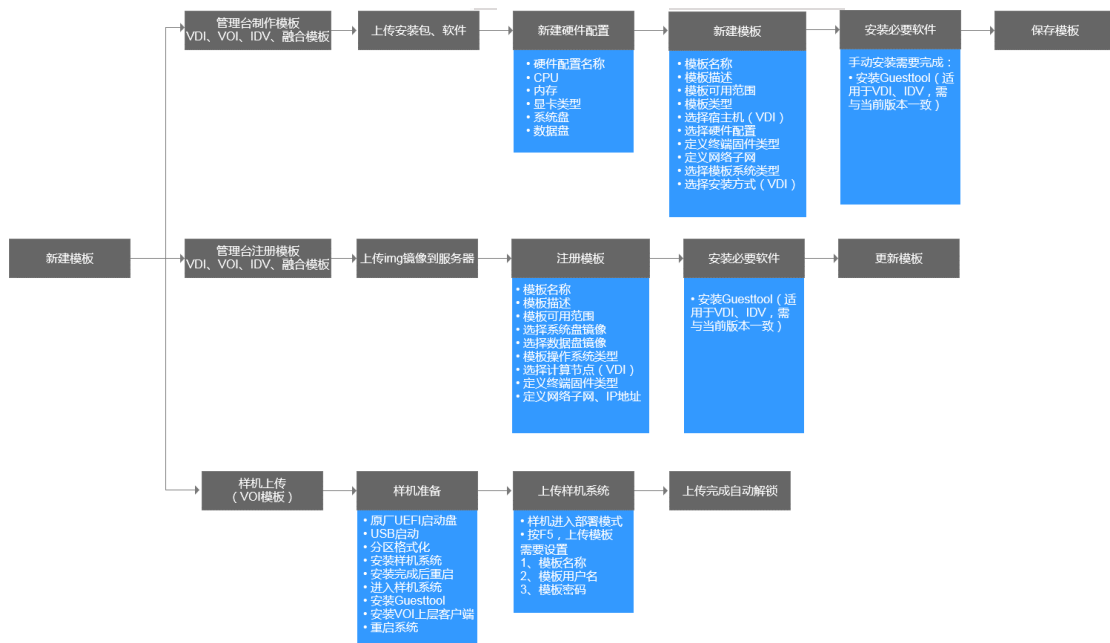 管理台制作模板
VDI、VOI、IDV、融合模板
上传安装包、软件
新建硬件配置
• 硬件配置名称
• CPU
• 内存
• 显卡类型
• 系统盘
• 数据盘
新建模板
• 模板名称
• 模板描述
• 模板可用范围
• 模板类型
• 选择宿主机（VDI）
• 选择硬件配置
• 定义终端固件类型
• 定义网络子网
• 选择模板系统类型
• 选择安装方式（VDI）
安装必要软件
手动安装需要完成：
• 安装Guesttool（适
用于VDI、IDV，需
与当前版本一致）
保存模板
新建模板
管理台注册模板
VDI、VOI、IDV、融合模板
上传img镜像到服务器
注册模板
• 模板名称
• 模板描述
• 模板可用范围
• 选择系统盘镜像
• 选择数据盘镜像
• 模板操作系统类型
• 选择计算节点（VDI）
• 定义终端固件类型
• 定义网络子网、IP地址
安装必要软件
• 安装Guesttool（适
用于VDI、IDV，需
与当前版本一致）
更新模板
样机上传
（VOI模板）
样机准备
• 原厂UEFI启动盘
• USB启动
• 分区格式化
• 安装样机系统
• 安装完成后重启
• 进入样机系统
• 安装Guesttool
• 安装VOI上层客户端
• 重启系统
上传样机系统
• 样机进入部署模式
• 按F5，上传模板
需要设置
1、模板名称
2、模板用户名
3、模板密码
上传完成自动解锁